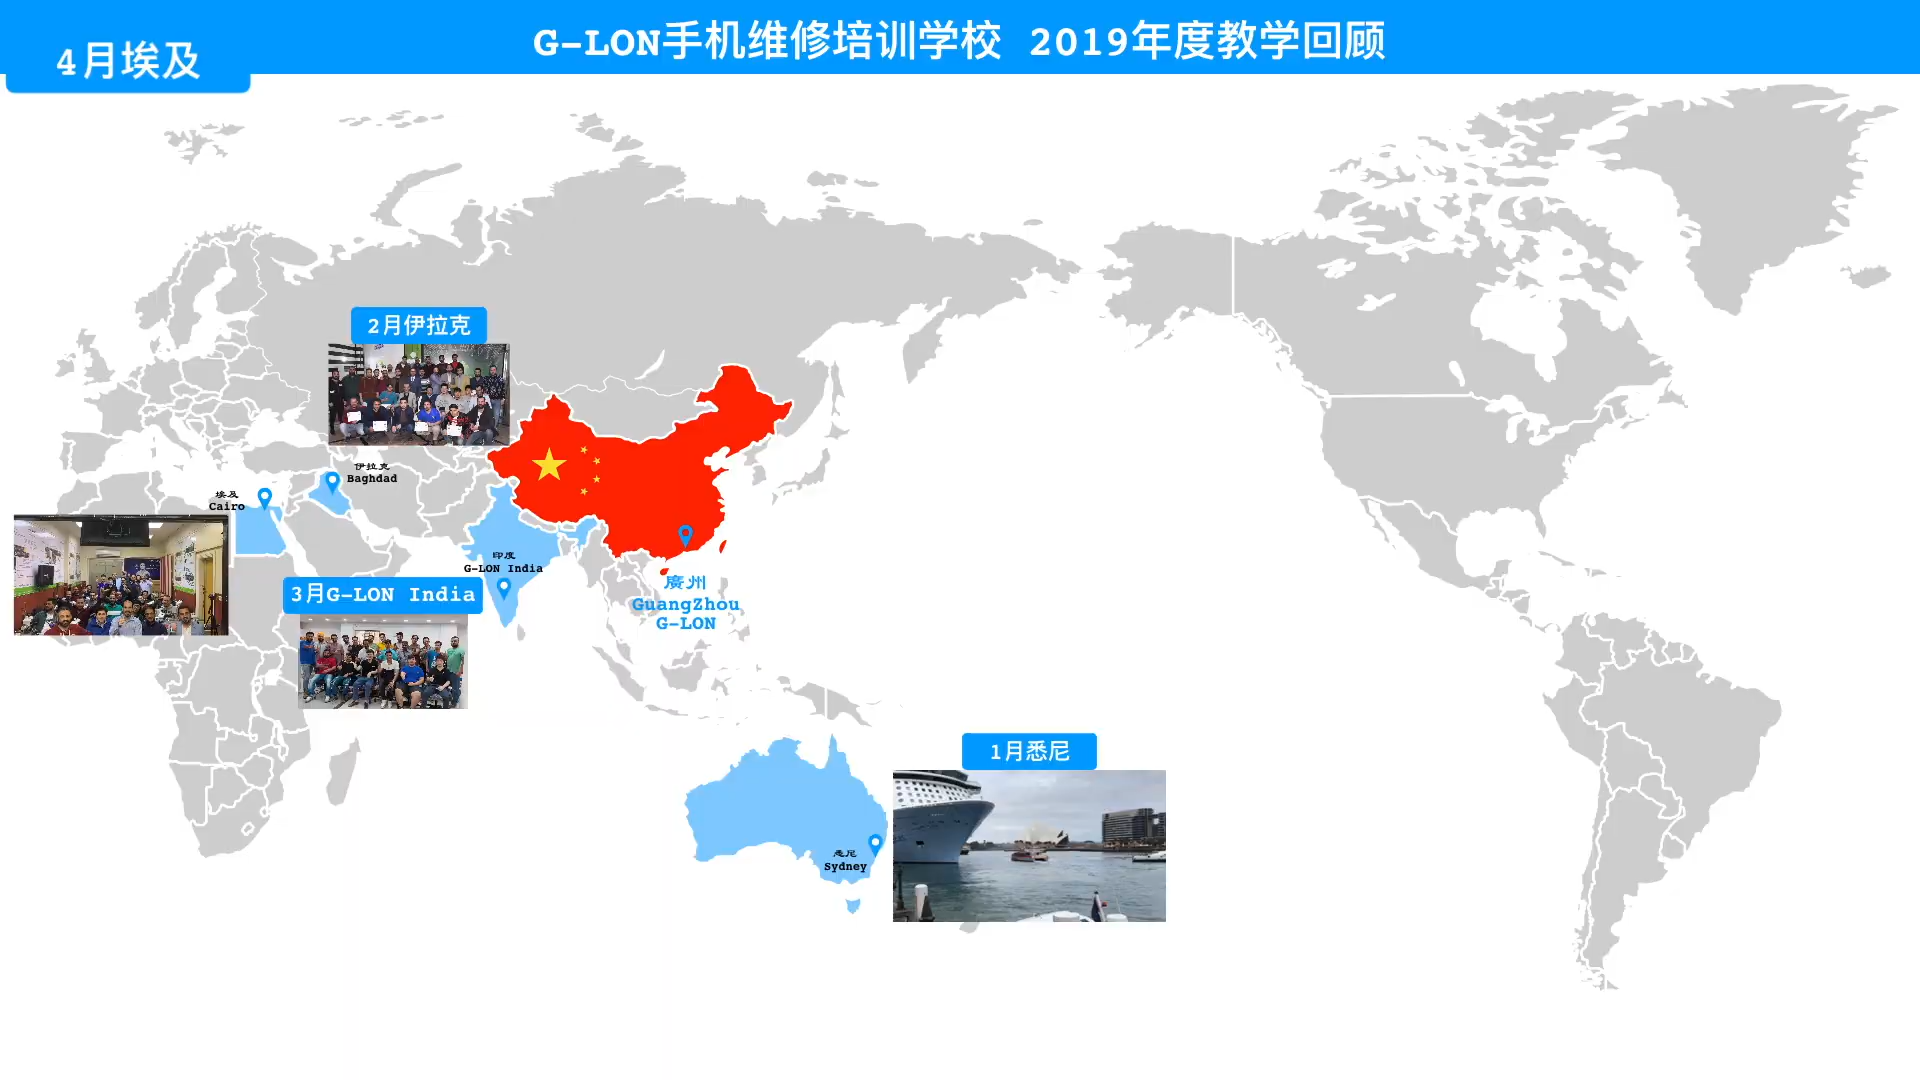 G-LON手机维修培训学校 2019年度教学回顾
4月埃及
2月伊拉克
伊拉克
Baghdad
埃及
Cairo
印度
G-LON India
3月G-LON India
廣州
GuangZhou
G-LON
1月悉尼
悉尼
Sydney